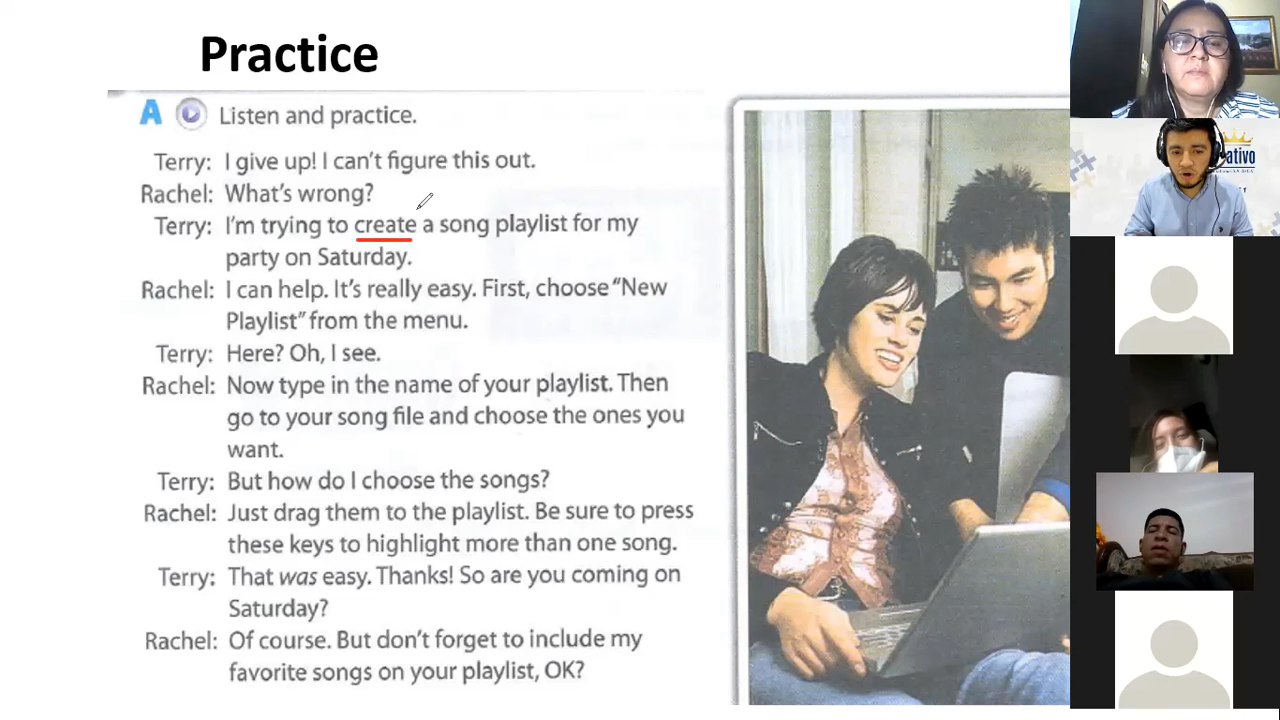 Practice
A Listen and practice.
Terry: I give up! I can't figure this out.
Rachel: What's wrong?
Terry: I'm trying to create a song playlist for my
party on Saturday.
Rachel: I can help. It's really easy. First, choose "New
Playlist" from the menu.
Terry: Here? Oh, I see.
Rachel: Now type in the name of your playlist. Then
go to your song file and choose the ones you
want.
Terry: But how do I choose the songs?
Rachel: Just drag them to the playlist. Be sure to press
these keys to highlight more than one song.
Terry: That was easy. Thanks! So are you coming on
Saturday?
Rachel: Of course. But don't forget to include my
favorite songs on your playlist, OK?
ativo